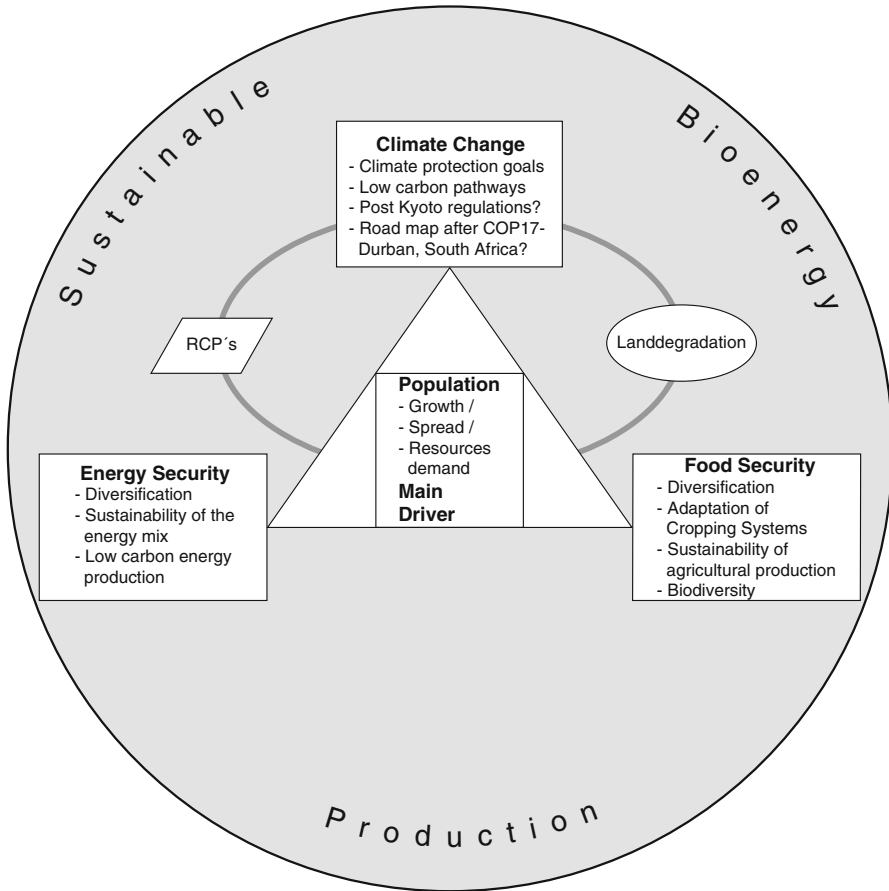 Sustainable
Bioenergy
Climate Change
- Climate protection goals
- Low carbon pathways
- Post Kyoto regulations?
- Road map after COP17-
Durban, South Africa?
RCP´s
Landdegradation
Population
- Growth /
- Spread /
- Resources
demand
Main
Driver
Energy Security
- Diversification
- Sustainability of the
energy mix
- Low carbon energy
production
Food Security
- Diversification
- Adaptation of
Cropping Systems
- Sustainability of
agricultural production
- Biodiversity
Production